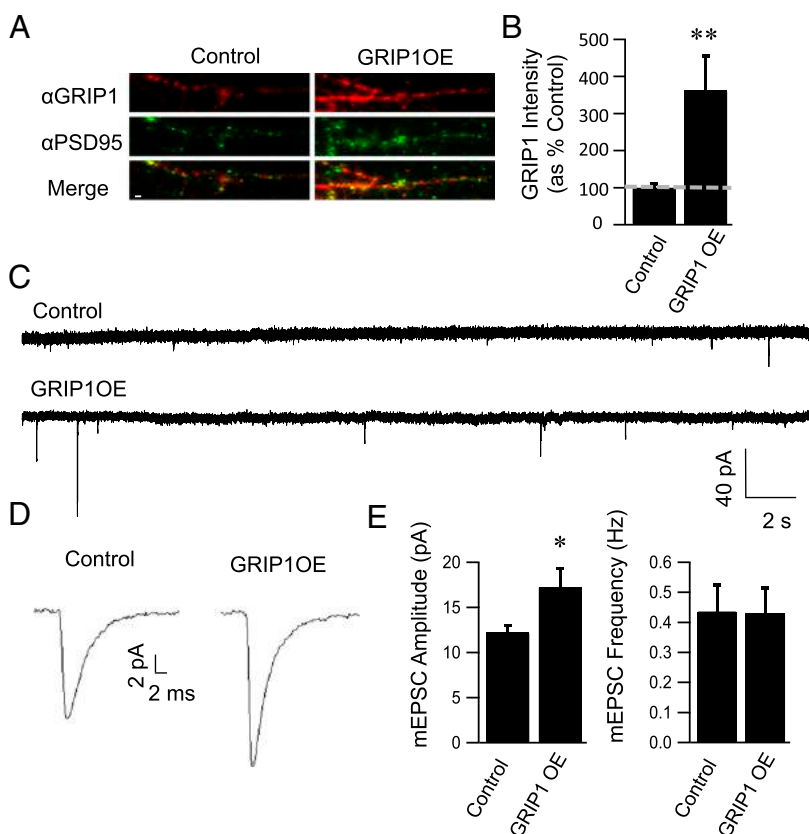 A
Control
GRIP1OE
αGRIP1
αPSD95
Merge
B
GRIP1 Intensity
(as % Control)
500
400
300
200
100
0
**
Control
GRIP1 OE
C
Control
GRIP1OE
40 pA
2 s
D
Control
GRIP1OE
2 pA
2 ms
E
mEPSC Amplitude (pA)
20
15
10
5
0
*
Control
GRIP1 OE
mEPSC Frequency (Hz)
0.6
0.5
0.4
0.3
0.2
0.1
0.0
Control
GRIP1 OE